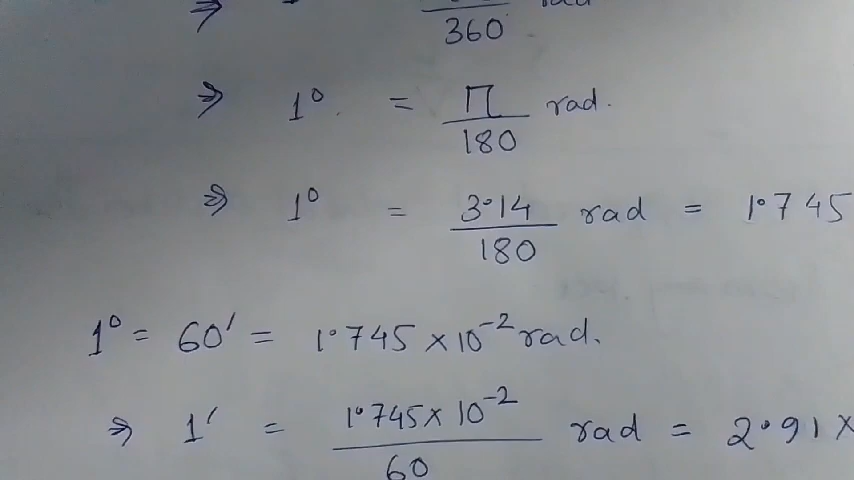 ⇒ 360
⇒ 1° = π/180 rad.
⇒ 1° = 3·14/180 rad = 1·745
1° = 60′ = 1·745 × 10⁻² rad.
⇒ 1′ = 1·745 × 10⁻²/60 rad = 2·91 ×